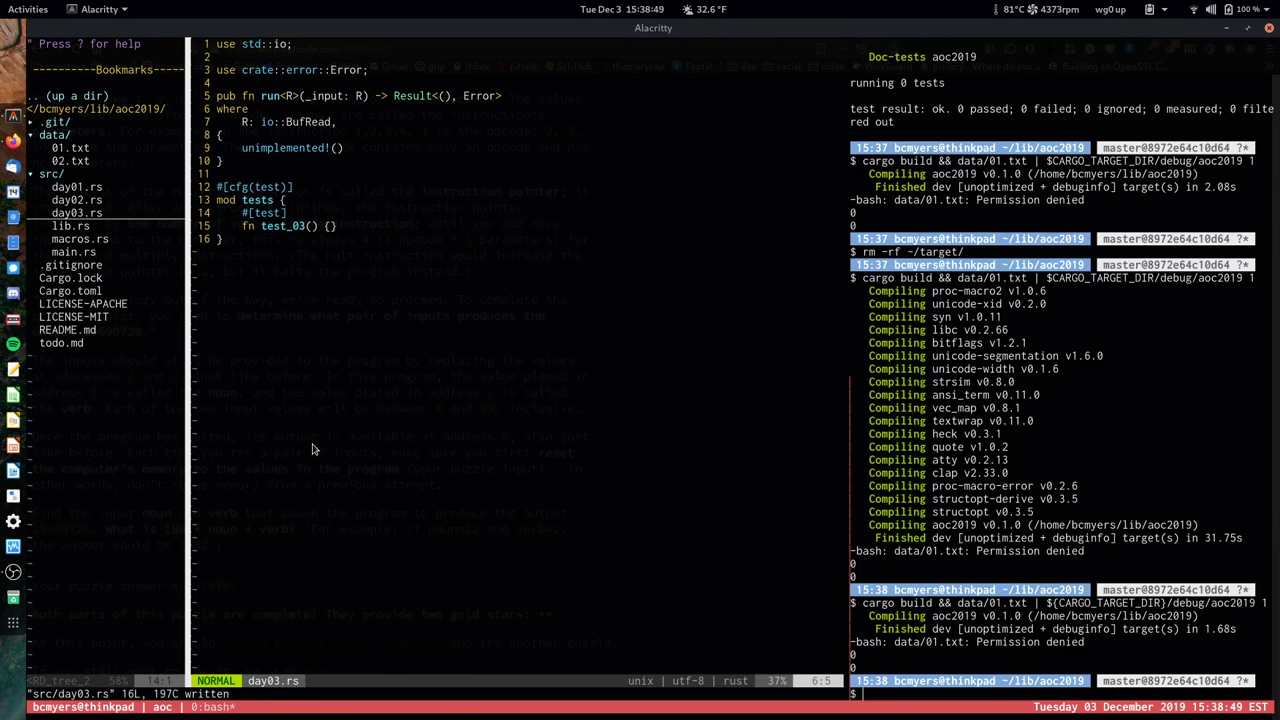 Activities Alacritty Tue Dec 3 15:38:49 32.6 °F 81°C 4373rpm wg0 up 100 %
Alacritty
" Press ? for help
----------Bookmarks-----
.. (up a dir)
</bcmyers/lib/aoc2019/
▸ .git/
▾ data/
01.txt
02.txt
▾ src/
day01.rs
day02.rs
day03.rs
lib.rs
macros.rs
main.rs
.gitignore
Cargo.lock
Cargo.toml
LICENSE-APACHE
LICENSE-MIT
README.md
todo.md
<RD_tree_2 58% 14:1
1 use std::io;
2
3 use crate::error::Error;
4
5 pub fn run<R>(_input: R) -> Result<(), Error>
6 where
7 R: io::BufRead,
8 {
9 unimplemented!()
10 }
11
12 #[cfg(test)]
13 mod tests {
14 #[test]
15 fn test_03() {}
16 }
NORMAL day03.rs unix | utf-8 | rust 37% 6:5
"src/day03.rs" 16L, 197C written
Doc-tests aoc2019
running 0 tests
test result: ok. 0 passed; 0 failed; 0 ignored; 0 measured; 0 filte
red out
15:37 bcmyers@thinkpad ~/lib/aoc2019 master@8972e64c10d64 ?*
$ cargo build && data/01.txt | $CARGO_TARGET_DIR/debug/aoc2019 1
Compiling aoc2019 v0.1.0 (/home/bcmyers/lib/aoc2019)
Finished dev [unoptimized + debuginfo] target(s) in 2.08s
-bash: data/01.txt: Permission denied
0
0
15:37 bcmyers@thinkpad ~/lib/aoc2019 master@8972e64c10d64 ?*
$ rm -rf ~/target/
15:37 bcmyers@thinkpad ~/lib/aoc2019 master@8972e64c10d64 ?*
$ cargo build && data/01.txt | $CARGO_TARGET_DIR/debug/aoc2019 1
Compiling proc-macro2 v1.0.6
Compiling unicode-xid v0.2.0
Compiling syn v1.0.11
Compiling libc v0.2.66
Compiling bitflags v1.2.1
Compiling unicode-segmentation v1.6.0
Compiling unicode-width v0.1.6
Compiling strsim v0.8.0
Compiling ansi_term v0.11.0
Compiling vec_map v0.8.1
Compiling textwrap v0.11.0
Compiling heck v0.3.1
Compiling quote v1.0.2
Compiling atty v0.2.13
Compiling clap v2.33.0
Compiling proc-macro-error v0.2.6
Compiling structopt-derive v0.3.5
Compiling structopt v0.3.5
Compiling aoc2019 v0.1.0 (/home/bcmyers/lib/aoc2019)
Finished dev [unoptimized + debuginfo] target(s) in 31.75s
-bash: data/01.txt: Permission denied
0
0
15:38 bcmyers@thinkpad ~/lib/aoc2019 master@8972e64c10d64 ?*
$ cargo build && data/01.txt | ${CARGO_TARGET_DIR}/debug/aoc2019 1
Compiling aoc2019 v0.1.0 (/home/bcmyers/lib/aoc2019)
Finished dev [unoptimized + debuginfo] target(s) in 1.68s
-bash: data/01.txt: Permission denied
0
0
15:38 bcmyers@thinkpad ~/lib/aoc2019 master@8972e64c10d64 ?*
$
bcmyers@thinkpad | aoc | 0:bash* Tuesday 03 December 2019 15:38:49 EST